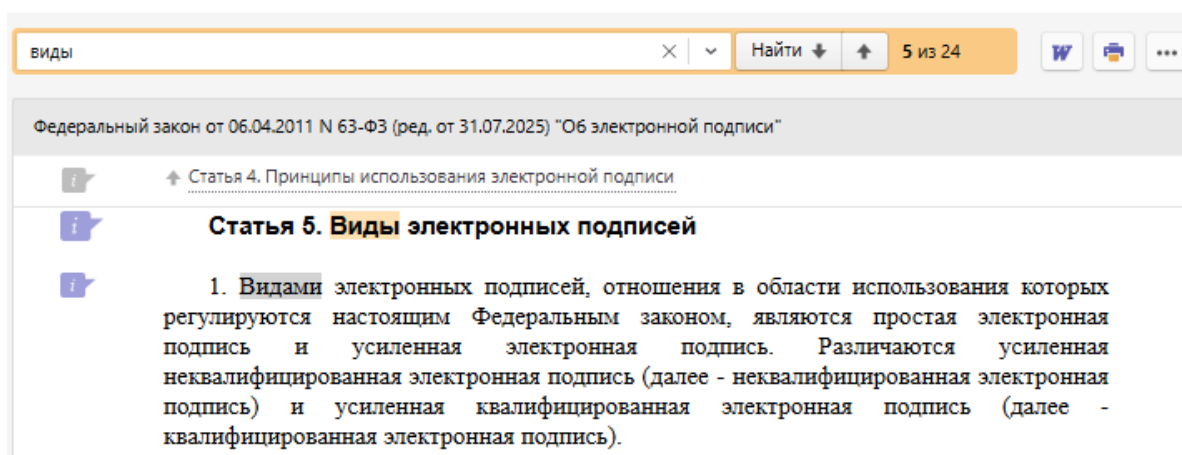 виды
Найти
5 из 24
W
Федеральный закон от 06.04.2011 N 63-ФЗ (ред. от 31.07.2025) "Об электронной подписи"
i
Статья 4. Принципы использования электронной подписи
i
Статья 5. Виды электронных подписей
i
1. Видами электронных подписей, отношения в области использования которых
регулируются настоящим Федеральным законом, являются простая электронная
подпись и усиленная электронная подпись. Различаются усиленная
неквалифицированная электронная подпись (далее - неквалифицированная электронная
подпись) и усиленная квалифицированная электронная подпись (далее -
квалифицированная электронная подпись).